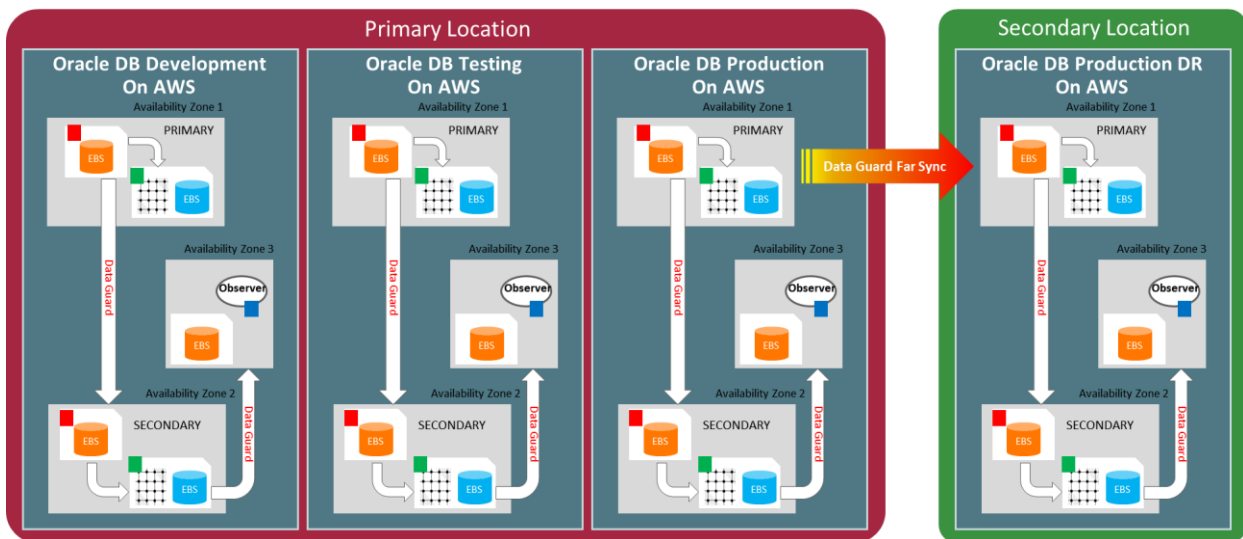 Primary Location
Oracle DB Development
On AWS
Availability Zone 1
PRIMARY
EBS
EBS
Data Guard
Availability Zone 3
Observer
EBS
Availability Zone 2
SECONDARY
EBS
EBS
Data Guard
Oracle DB Testing
On AWS
Availability Zone 1
PRIMARY
EBS
EBS
Data Guard
Availability Zone 3
Observer
EBS
Availability Zone 2
SECONDARY
EBS
EBS
Data Guard
Oracle DB Production
On AWS
Availability Zone 1
PRIMARY
EBS
EBS
Data Guard
Availability Zone 3
Observer
EBS
Availability Zone 2
SECONDARY
EBS
EBS
Data Guard
Data Guard Far Sync
Secondary Location
Oracle DB Production DR
On AWS
Availability Zone 1
PRIMARY
EBS
EBS
Data Guard
Availability Zone 3
Observer
EBS
Availability Zone 2
SECONDARY
EBS
EBS
Data Guard